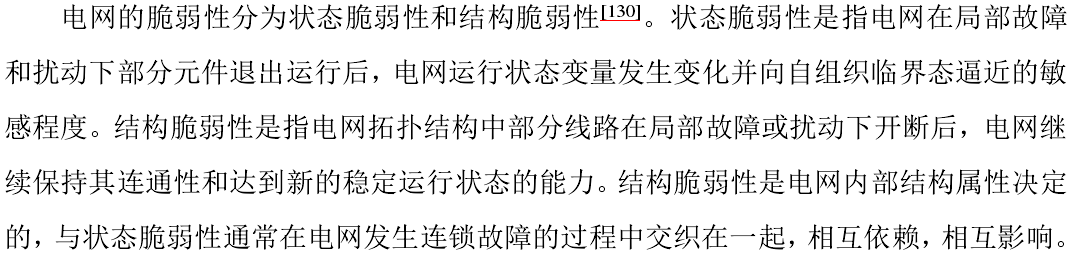 电网的脆弱性分为状态脆弱性和结构脆弱性[130]。状态脆弱性是指电网在局部故障
和扰动下部分元件退出运行后，电网运行状态变量发生变化并向自组织临界态逼近的敏
感程度。结构脆弱性是指电网拓扑结构中部分线路在局部故障或扰动下开断后，电网继
续保持其连通性和达到新的稳定运行状态的能力。结构脆弱性是电网内部结构属性决定
的，与状态脆弱性通常在电网发生连锁故障的过程中交织在一起，相互依赖，相互影响。